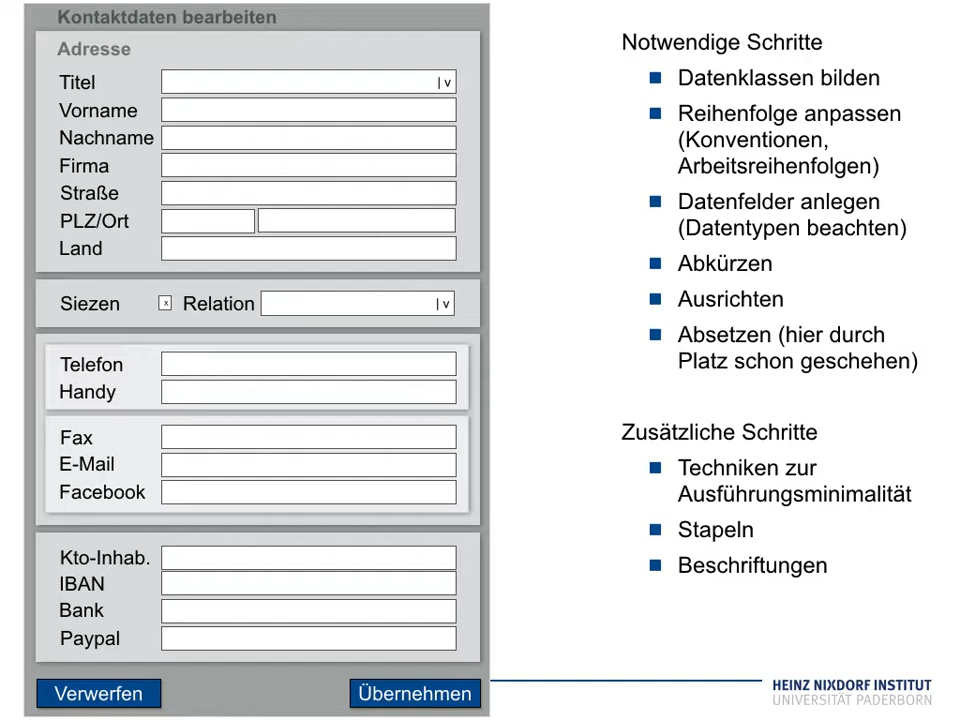 Kontaktdaten bearbeiten
Adresse
Titel
| v
Vorname
Nachname
Firma
Straße
PLZ/Ort
Land
Siezen x Relation | v
Telefon
Handy
Fax
E-Mail
Facebook
Kto-Inhab.
IBAN
Bank
Paypal
Verwerfen
Übernehmen
Notwendige Schritte
Datenklassen bilden
Reihenfolge anpassen
(Konventionen,
Arbeitsreihenfolgen)
Datenfelder anlegen
(Datentypen beachten)
Abkürzen
Ausrichten
Absetzen (hier durch
Platz schon geschehen)
Zusätzliche Schritte
Techniken zur
Ausführungsminimalität
Stapeln
Beschriftungen
HEINZ NIXDORF INSTITUT
UNIVERSITÄT PADERBORN